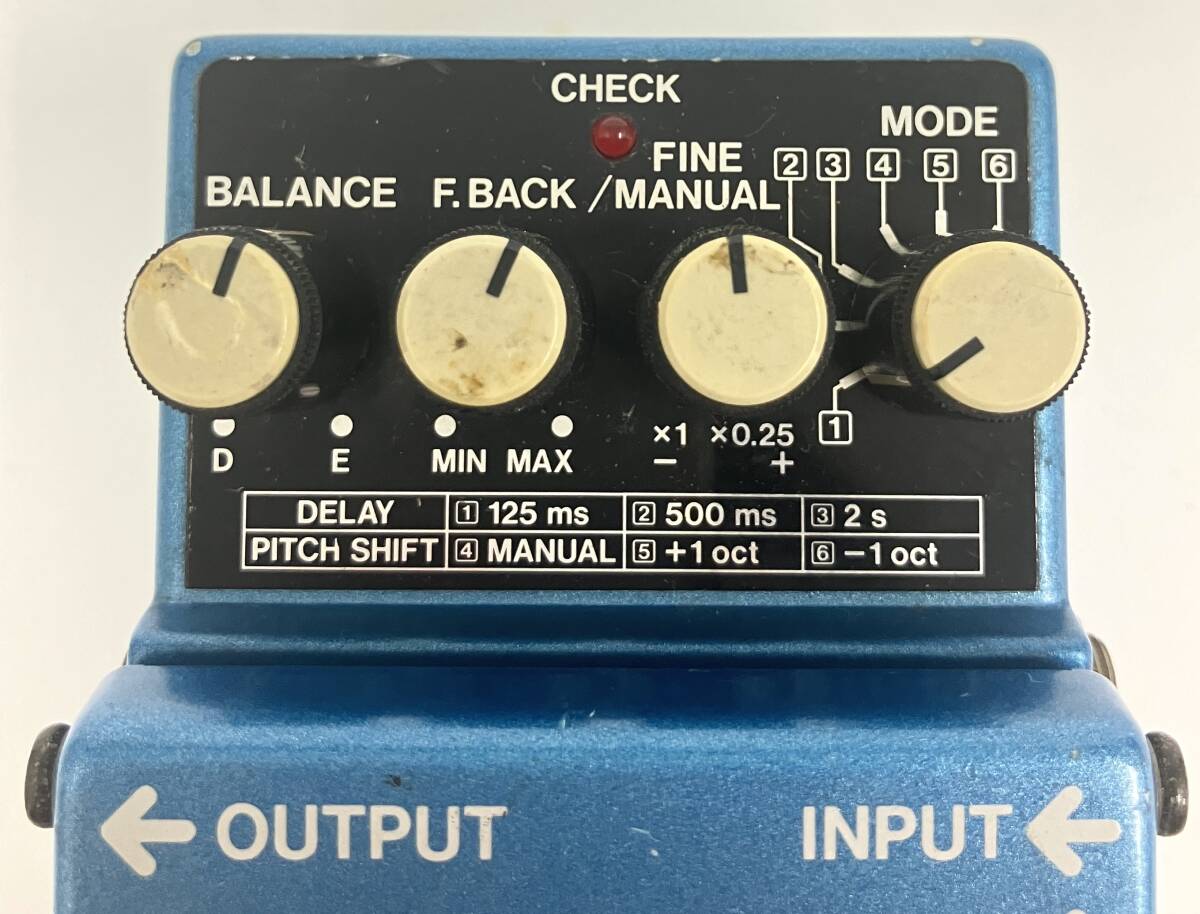 CHECK
MODE
FINE
2 3 4 5 6
BALANCE F. BACK /MANUAL
1
×1 ×0.25
D E MIN MAX − +
DELAY 1 125 ms 2 500 ms 3 2 s
PITCH SHIFT 4 MANUAL 5 +1 oct 6 −1 oct
← OUTPUT INPUT ←